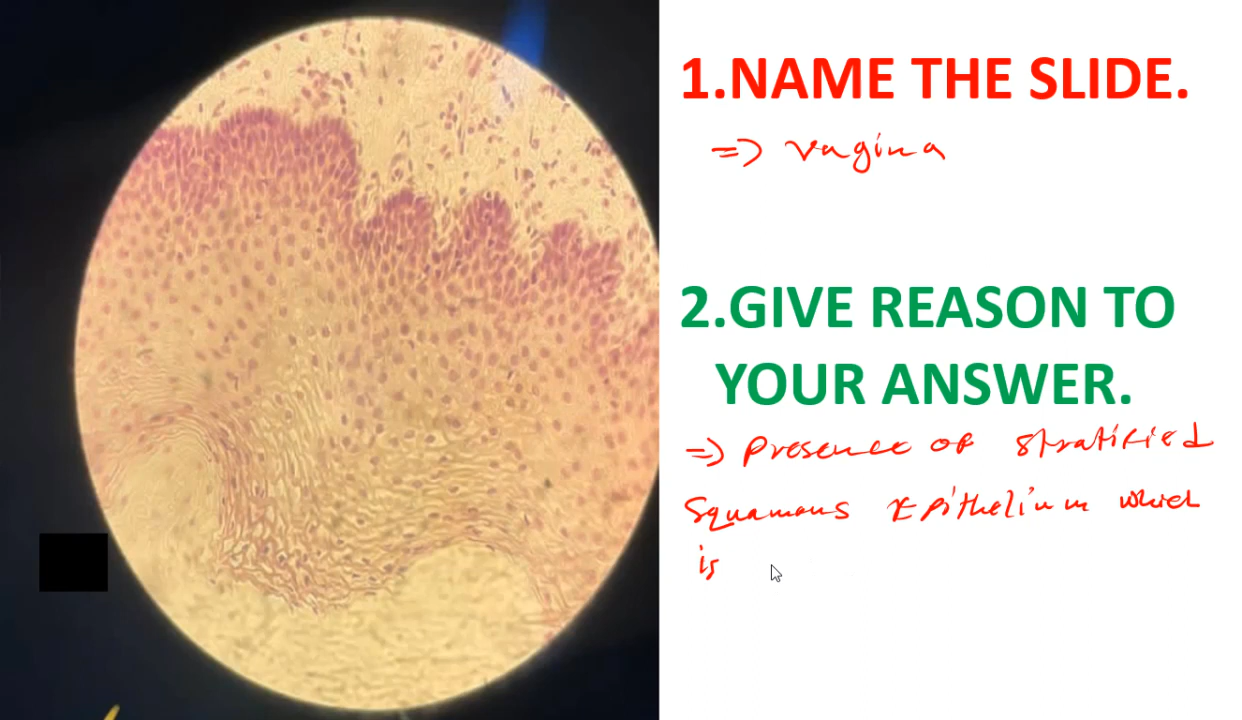 1.NAME THE SLIDE.
=> vagina
2.GIVE REASON TO
YOUR ANSWER.
=> Presence of stratified
Squamous Epithelium which
is